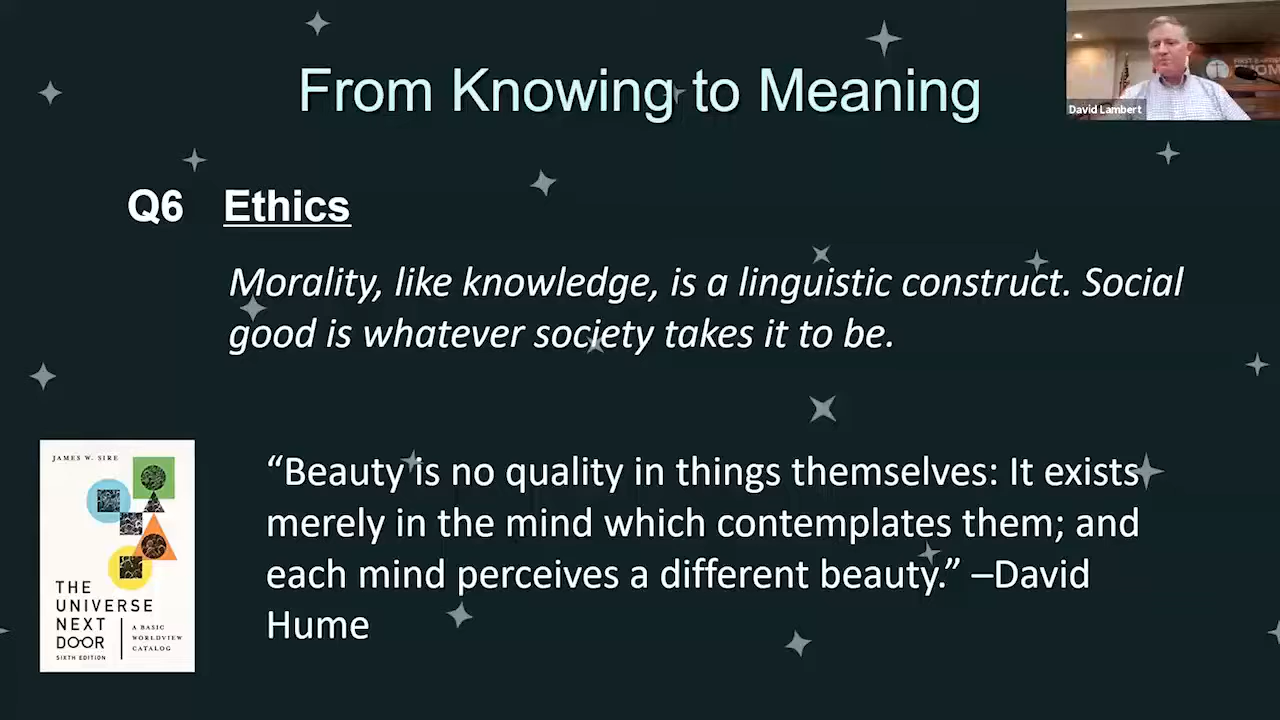 From Knowing to Meaning
David Lambert
Q6 Ethics
Morality, like knowledge, is a linguistic construct. Social
good is whatever society takes it to be.
JAMES W. SIRE
THE
UNIVERSE
NEXT
DOOR
SIXTH EDITION
A BASIC
WORLDVIEW
CATALOG
“Beauty is no quality in things themselves: It exists
merely in the mind which contemplates them; and
each mind perceives a different beauty.” –David
Hume